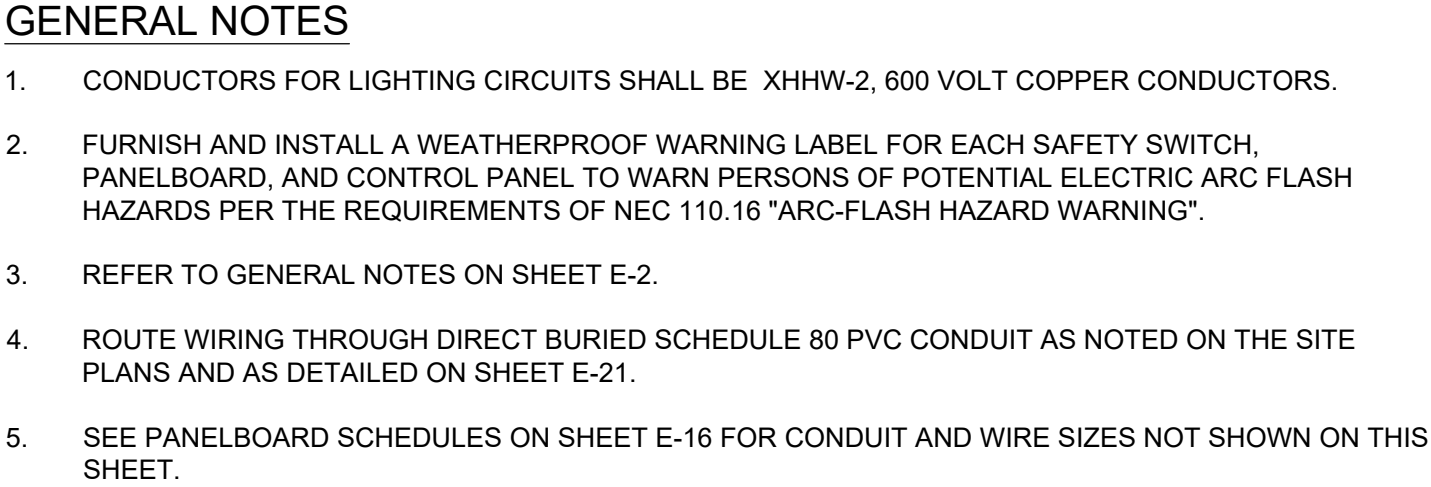 GENERAL NOTES
1. CONDUCTORS FOR LIGHTING CIRCUITS SHALL BE  XHHW-2, 600 VOLT COPPER CONDUCTORS.
2. FURNISH AND INSTALL A WEATHERPROOF WARNING LABEL FOR EACH SAFETY SWITCH,
PANELBOARD, AND CONTROL PANEL TO WARN PERSONS OF POTENTIAL ELECTRIC ARC FLASH
HAZARDS PER THE REQUIREMENTS OF NEC 110.16 "ARC-FLASH HAZARD WARNING".
3. REFER TO GENERAL NOTES ON SHEET E-2.
4. ROUTE WIRING THROUGH DIRECT BURIED SCHEDULE 80 PVC CONDUIT AS NOTED ON THE SITE
PLANS AND AS DETAILED ON SHEET E-21.
5. SEE PANELBOARD SCHEDULES ON SHEET E-16 FOR CONDUIT AND WIRE SIZES NOT SHOWN ON THIS
SHEET.